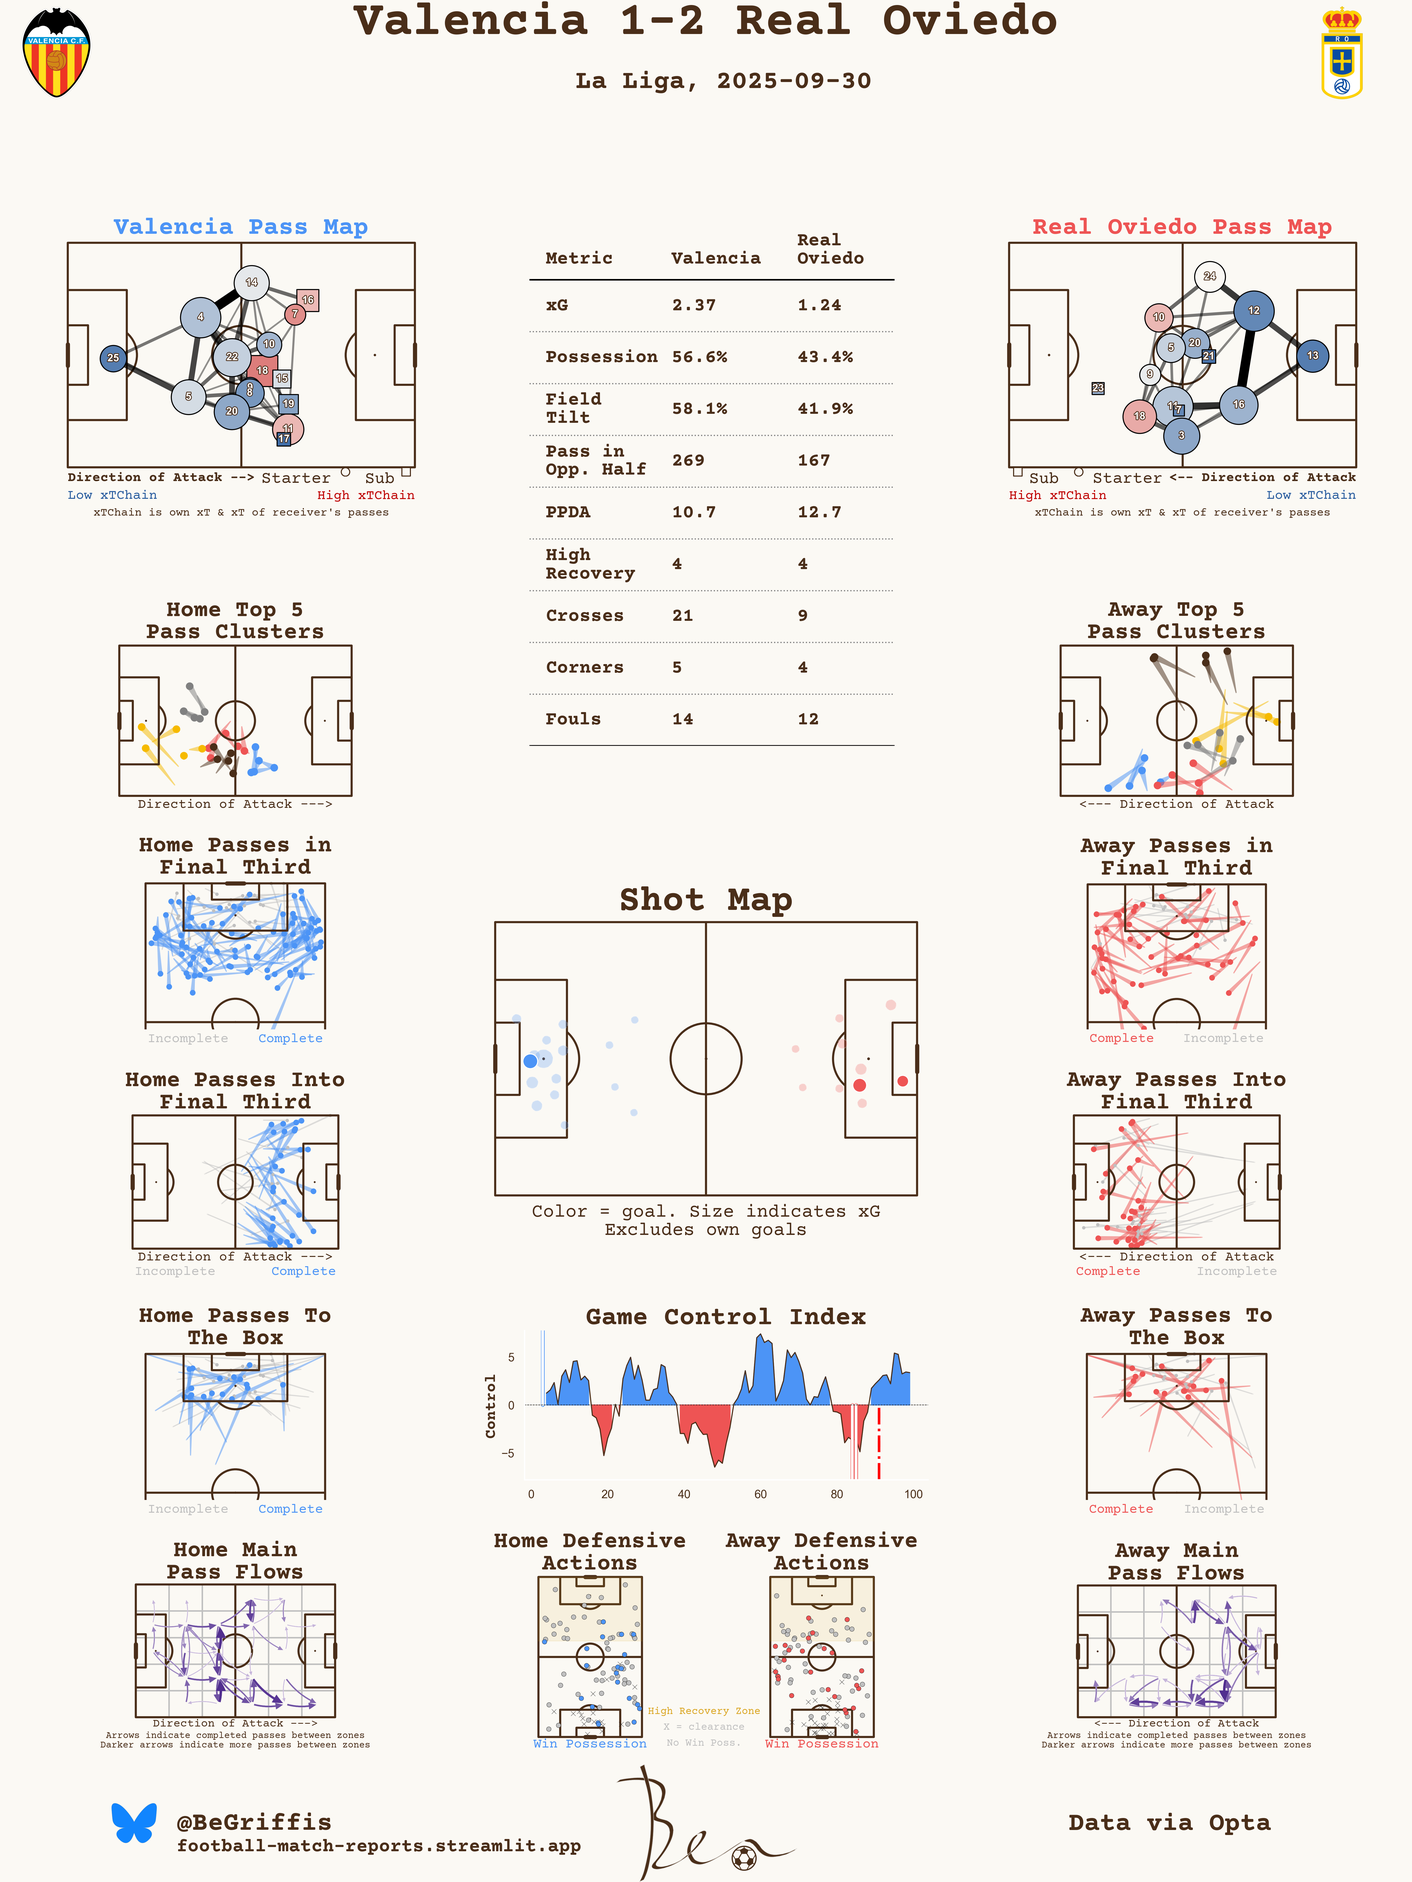 Valencia 1-2 Real Oviedo
La Liga, 2025-09-30
VALENCIA C.F.
R O
Valencia Pass Map
14
16
7
4
10
22
25
18
15
9
8
5
19
20
11
17
Direction of Attack --> Starter Sub
Low xTChain High xTChain
xTChain is own xT & xT of receiver's passes
Metric Valencia Real Oviedo
xG 2.37 1.24
Possession 56.6% 43.4%
Field Tilt 58.1% 41.9%
Pass in Opp. Half 269 167
PPDA 10.7 12.7
High Recovery 4 4
Crosses 21 9
Corners 5 4
Fouls 14 12
Real Oviedo Pass Map
24
12
10
20
5
21
13
9
23
11
7
16
18
3
Sub Starter <-- Direction of Attack
High xTChain Low xTChain
xTChain is own xT & xT of receiver's passes
Home Top 5
Pass Clusters
Direction of Attack --->
Away Top 5
Pass Clusters
<--- Direction of Attack
Home Passes in
Final Third
Incomplete Complete
Away Passes in
Final Third
Complete Incomplete
Shot Map
Color = goal. Size indicates xG
Excludes own goals
Home Passes Into
Final Third
Direction of Attack --->
Incomplete Complete
Away Passes Into
Final Third
<--- Direction of Attack
Complete Incomplete
Home Passes To
The Box
Incomplete Complete
Game Control Index
Control
5
0
−5
0 20 40 60 80 100
Away Passes To
The Box
Complete Incomplete
Home Main
Pass Flows
Direction of Attack --->
Arrows indicate completed passes between zones
Darker arrows indicate more passes between zones
Home Defensive
Actions
Win Possession
High Recovery Zone
X = clearance
No Win Poss.
Away Defensive
Actions
Win Possession
Away Main
Pass Flows
<--- Direction of Attack
Arrows indicate completed passes between zones
Darker arrows indicate more passes between zones
@BeGriffis
football-match-reports.streamlit.app
Ben
Data via Opta